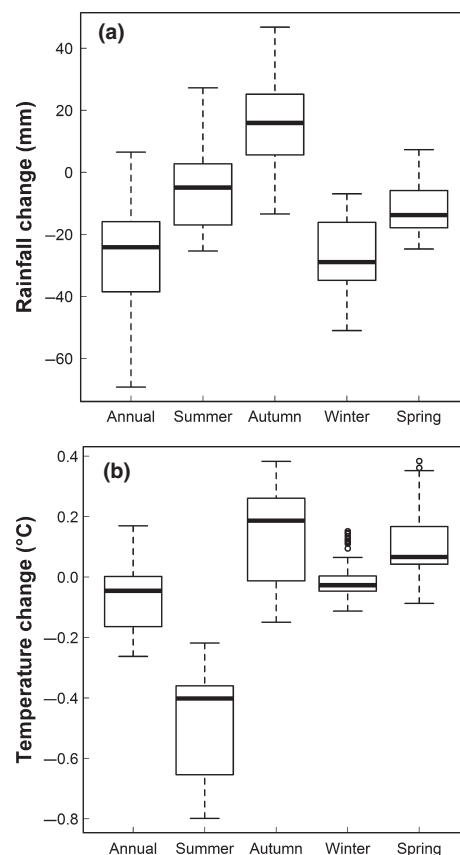 (a)
Rainfall change (mm)
40
20
0
–20
–40
–60
Annual Summer Autumn Winter Spring
(b)
Temperature change (°C)
0.4
0.2
0.0
–0.2
–0.4
–0.6
–0.8
Annual Summer Autumn Winter Spring